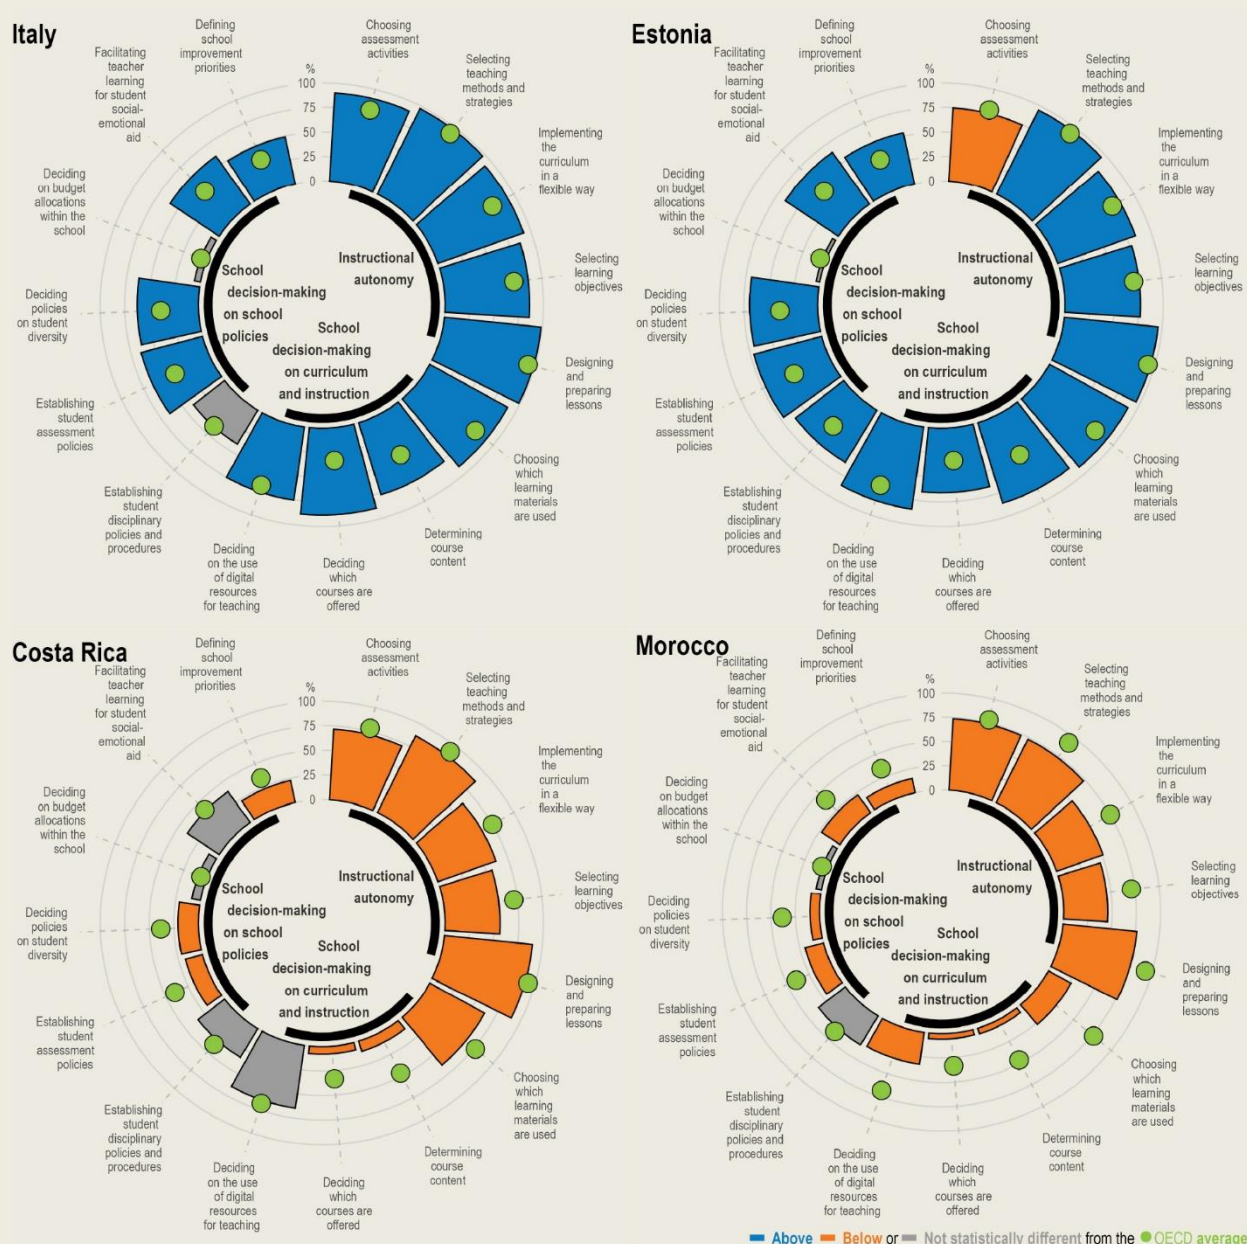 Italy
Defining
school
improvement
priorities
Choosing
assessment
activities
Selecting
teaching
methods and
strategies
Implementing
the
curriculum
in a
flexible way
Selecting
learning
objectives
Designing
and
preparing
lessons
Choosing
which
learning
materials
are used
Determining
course
content
Deciding
which
courses are
offered
Deciding
on the use
of digital
resources
for teaching
Establishing
student
disciplinary
policies and
procedures
Establishing
student
assessment
policies
Deciding
policies
on student
diversity
Deciding
on budget
allocations
within the
school
Facilitating
teacher
learning
for student
social-
emotional
aid
%
100
75
50
25
0
Instructional
autonomy
School
decision-making
on school
policies
School
decision-making
on curriculum
and instruction
Estonia
Defining
school
improvement
priorities
Choosing
assessment
activities
Selecting
teaching
methods and
strategies
Implementing
the
curriculum
in a
flexible way
Selecting
learning
objectives
Designing
and
preparing
lessons
Choosing
which
learning
materials
are used
Determining
course
content
Deciding
which
courses are
offered
Deciding
on the use
of digital
resources
for teaching
Establishing
student
disciplinary
policies and
procedures
Establishing
student
assessment
policies
Deciding
policies
on student
diversity
Deciding
on budget
allocations
within the
school
Facilitating
teacher
learning
for student
social-
emotional
aid
%
100
75
50
25
0
Instructional
autonomy
School
decision-making
on school
policies
School
decision-making
on curriculum
and instruction
Costa Rica
Defining
school
improvement
priorities
Choosing
assessment
activities
Selecting
teaching
methods and
strategies
Implementing
the
curriculum
in a
flexible way
Selecting
learning
objectives
Designing
and
preparing
lessons
Choosing
which
learning
materials
are used
Determining
course
content
Deciding
which
courses are
offered
Deciding
on the use
of digital
resources
for teaching
Establishing
student
disciplinary
policies and
procedures
Establishing
student
assessment
policies
Deciding
policies
on student
diversity
Deciding
on budget
allocations
within the
school
Facilitating
teacher
learning
for student
social-
emotional
aid
%
100
75
50
25
0
Instructional
autonomy
School
decision-making
on school
policies
School
decision-making
on curriculum
and instruction
Morocco
Defining
school
improvement
priorities
Choosing
assessment
activities
Selecting
teaching
methods and
strategies
Implementing
the
curriculum
in a
flexible way
Selecting
learning
objectives
Designing
and
preparing
lessons
Choosing
which
learning
materials
are used
Determining
course
content
Deciding
which
courses are
offered
Deciding
on the use
of digital
resources
for teaching
Establishing
student
disciplinary
policies and
procedures
Establishing
student
assessment
policies
Deciding
policies
on student
diversity
Deciding
on budget
allocations
within the
school
Facilitating
teacher
learning
for student
social-
emotional
aid
%
100
75
50
25
0
Instructional
autonomy
School
decision-making
on school
policies
School
decision-making
on curriculum
and instruction
Above Below or Not statistically different from the OECD average